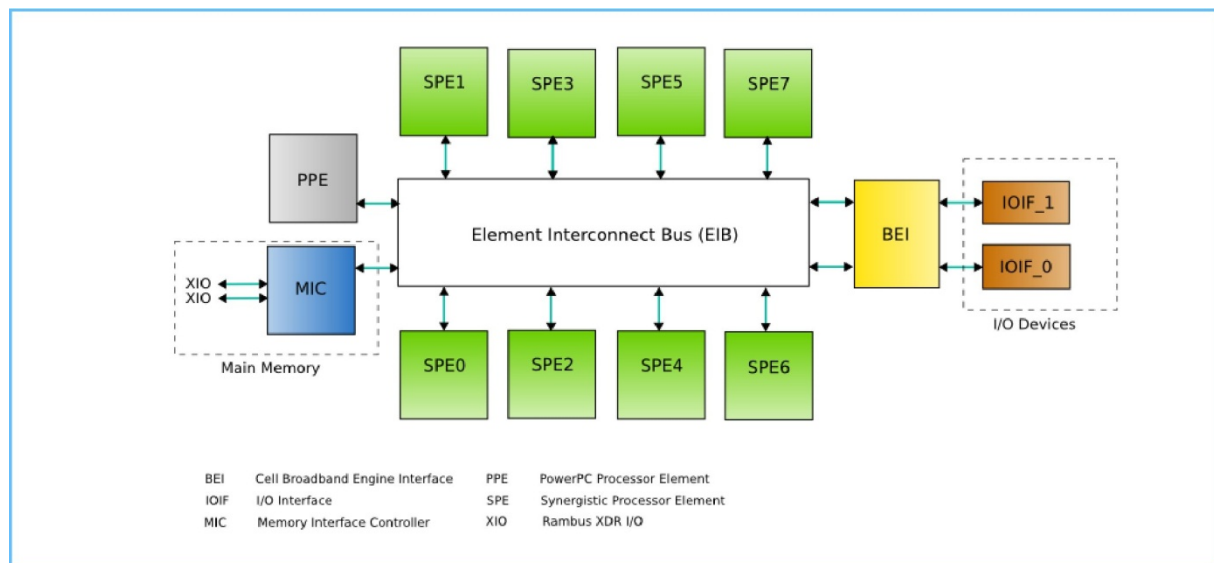 SPE1 SPE3 SPE5 SPE7
PPE
IOIF_1
Element Interconnect Bus (EIB)
BEI
IOIF_0
XIO
XIO
MIC
I/O Devices
Main Memory
SPE0 SPE2 SPE4 SPE6
BEI Cell Broadband Engine Interface PPE PowerPC Processor Element
IOIF I/O Interface SPE Synergistic Processor Element
MIC Memory Interface Controller XIO Rambus XDR I/O